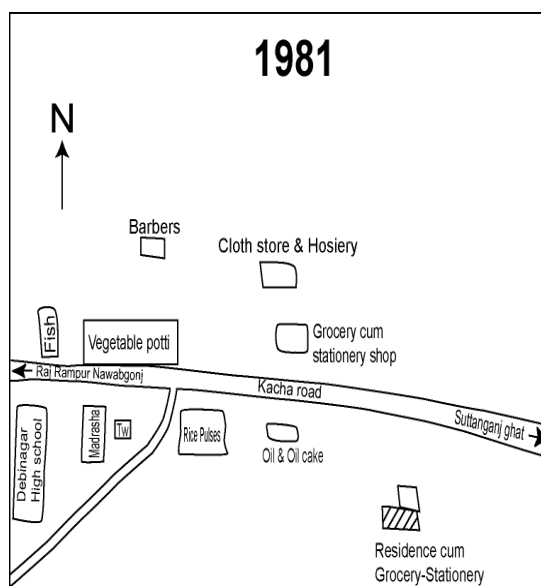 1981
N
Barbers
Cloth store & Hosiery
Fish
Vegetable potti
Grocery cum
stationery shop
Raj Rampur Nawabgonj
Kacha road
Suttanganj ghat
Debinagar
High school
Madrasha
Tw
Rice Pulses
Oil & Oil cake
Residence cum
Grocery-Stationery